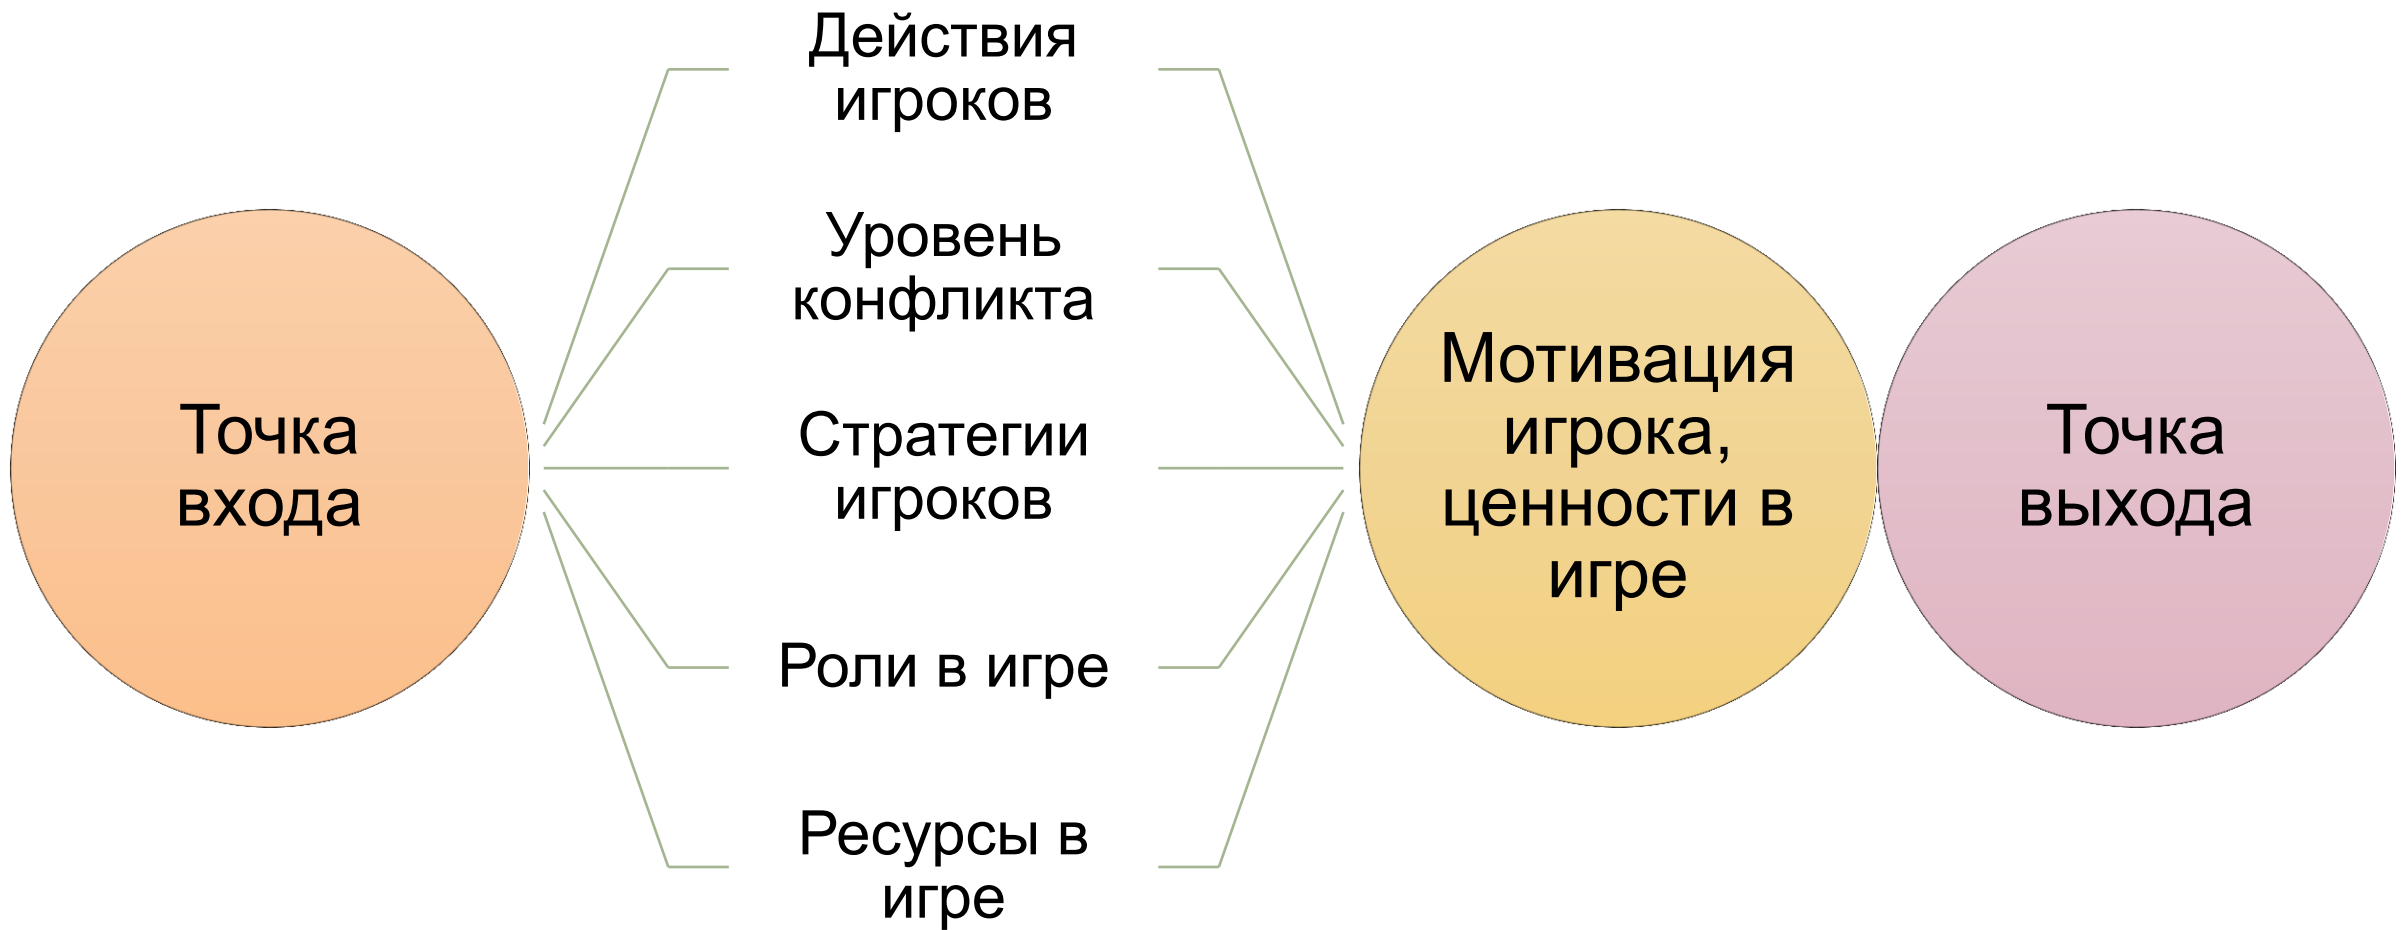 Точка
входа
Действия
игроков
Уровень
конфликта
Стратегии
игроков
Роли в игре
Ресурсы в
игре
Мотивация
игрока,
ценности в
игре
Точка
выхода